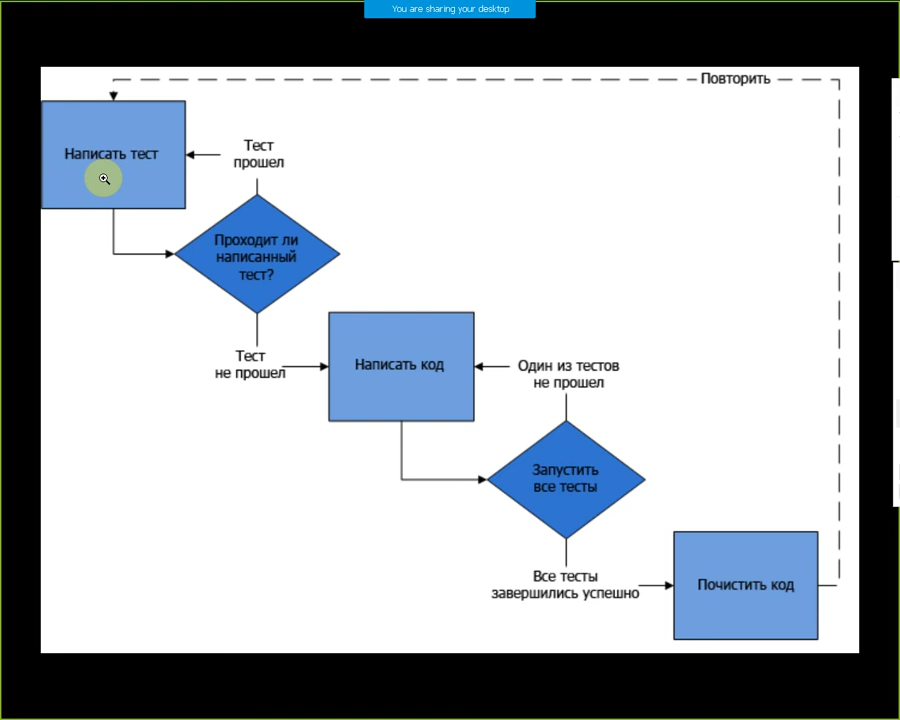 You are sharing your desktop
Повторить
Написать тест
Тест
прошел
Проходит ли
написанный
тест?
Тест
не прошел
Написать код
Один из тестов
не прошел
Запустить
все тесты
Все тесты
завершились успешно
Почистить код